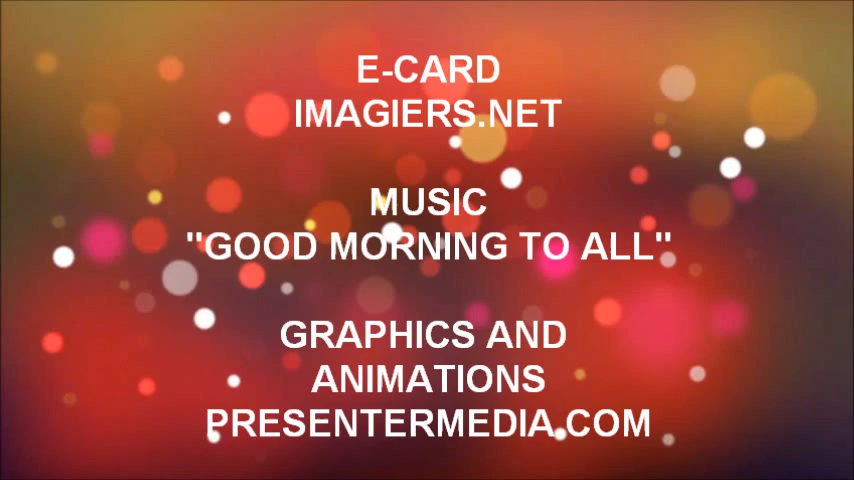 E-CARD
IMAGIERS.NET
MUSIC
"GOOD MORNING TO ALL"
GRAPHICS AND
ANIMATIONS
PRESENTERMEDIA.COM